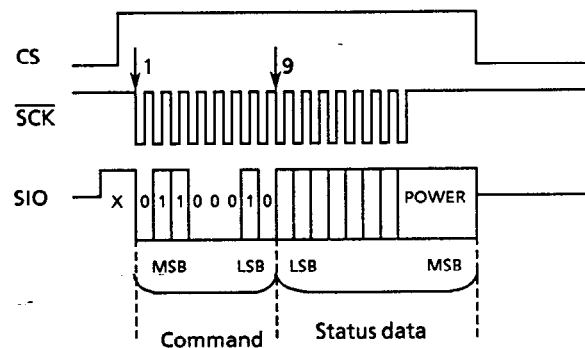 CS
1 9
SCK
SIO X 0 1 1 0 0 0 1 0 POWER
MSB LSB LSB MSB
Command Status data